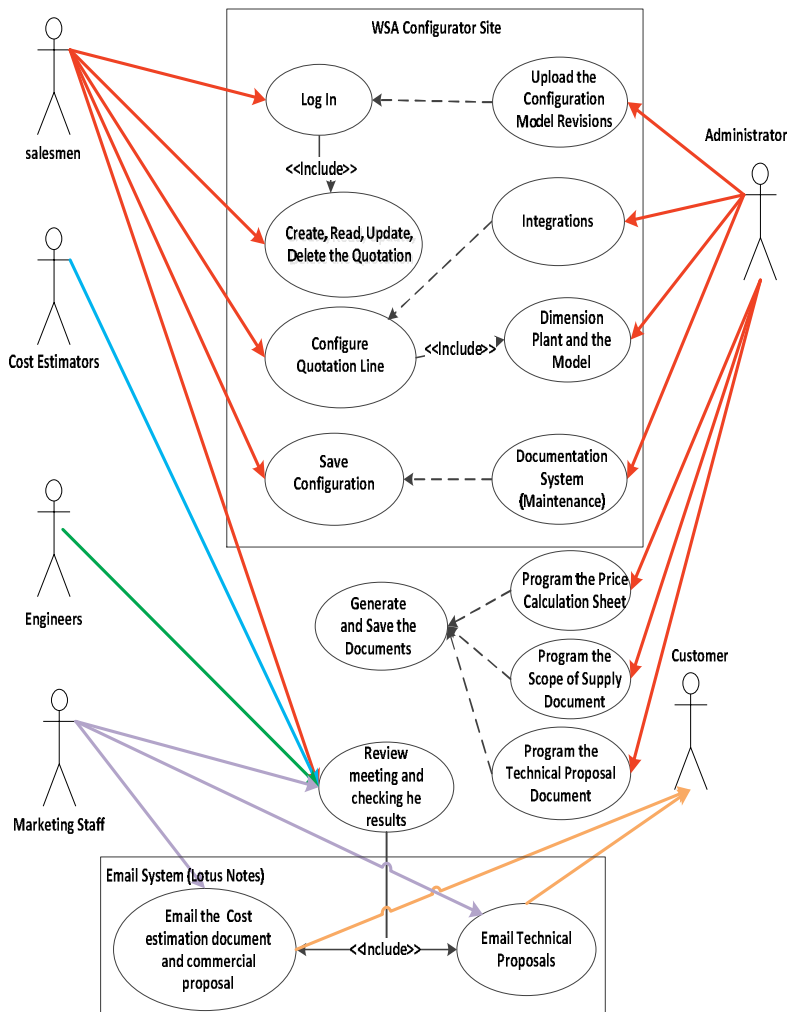 WSA Configurator Site
salesmen
Log In
Upload the
Configuration
Model Revisions
Administrator
<<Include>>
Create, Read, Update,
Delete the Quotation
Integrations
Cost Estimators
Configure
Quotation Line
<<Include>>
Dimension
Plant and the
Model
Save
Configuration
Documentation
System
(Maintenance)
Engineers
Generate
and Save the
Documents
Program the Price
Calculation Sheet
Program the
Scope of Supply
Document
Customer
Program the
Technical Proposal
Document
Marketing Staff
Review
meeting and
checking he
results
Email System (Lotus Notes)
Email the Cost
estimation document
and commercial
proposal
<<Include>>
Email Technical
Proposals